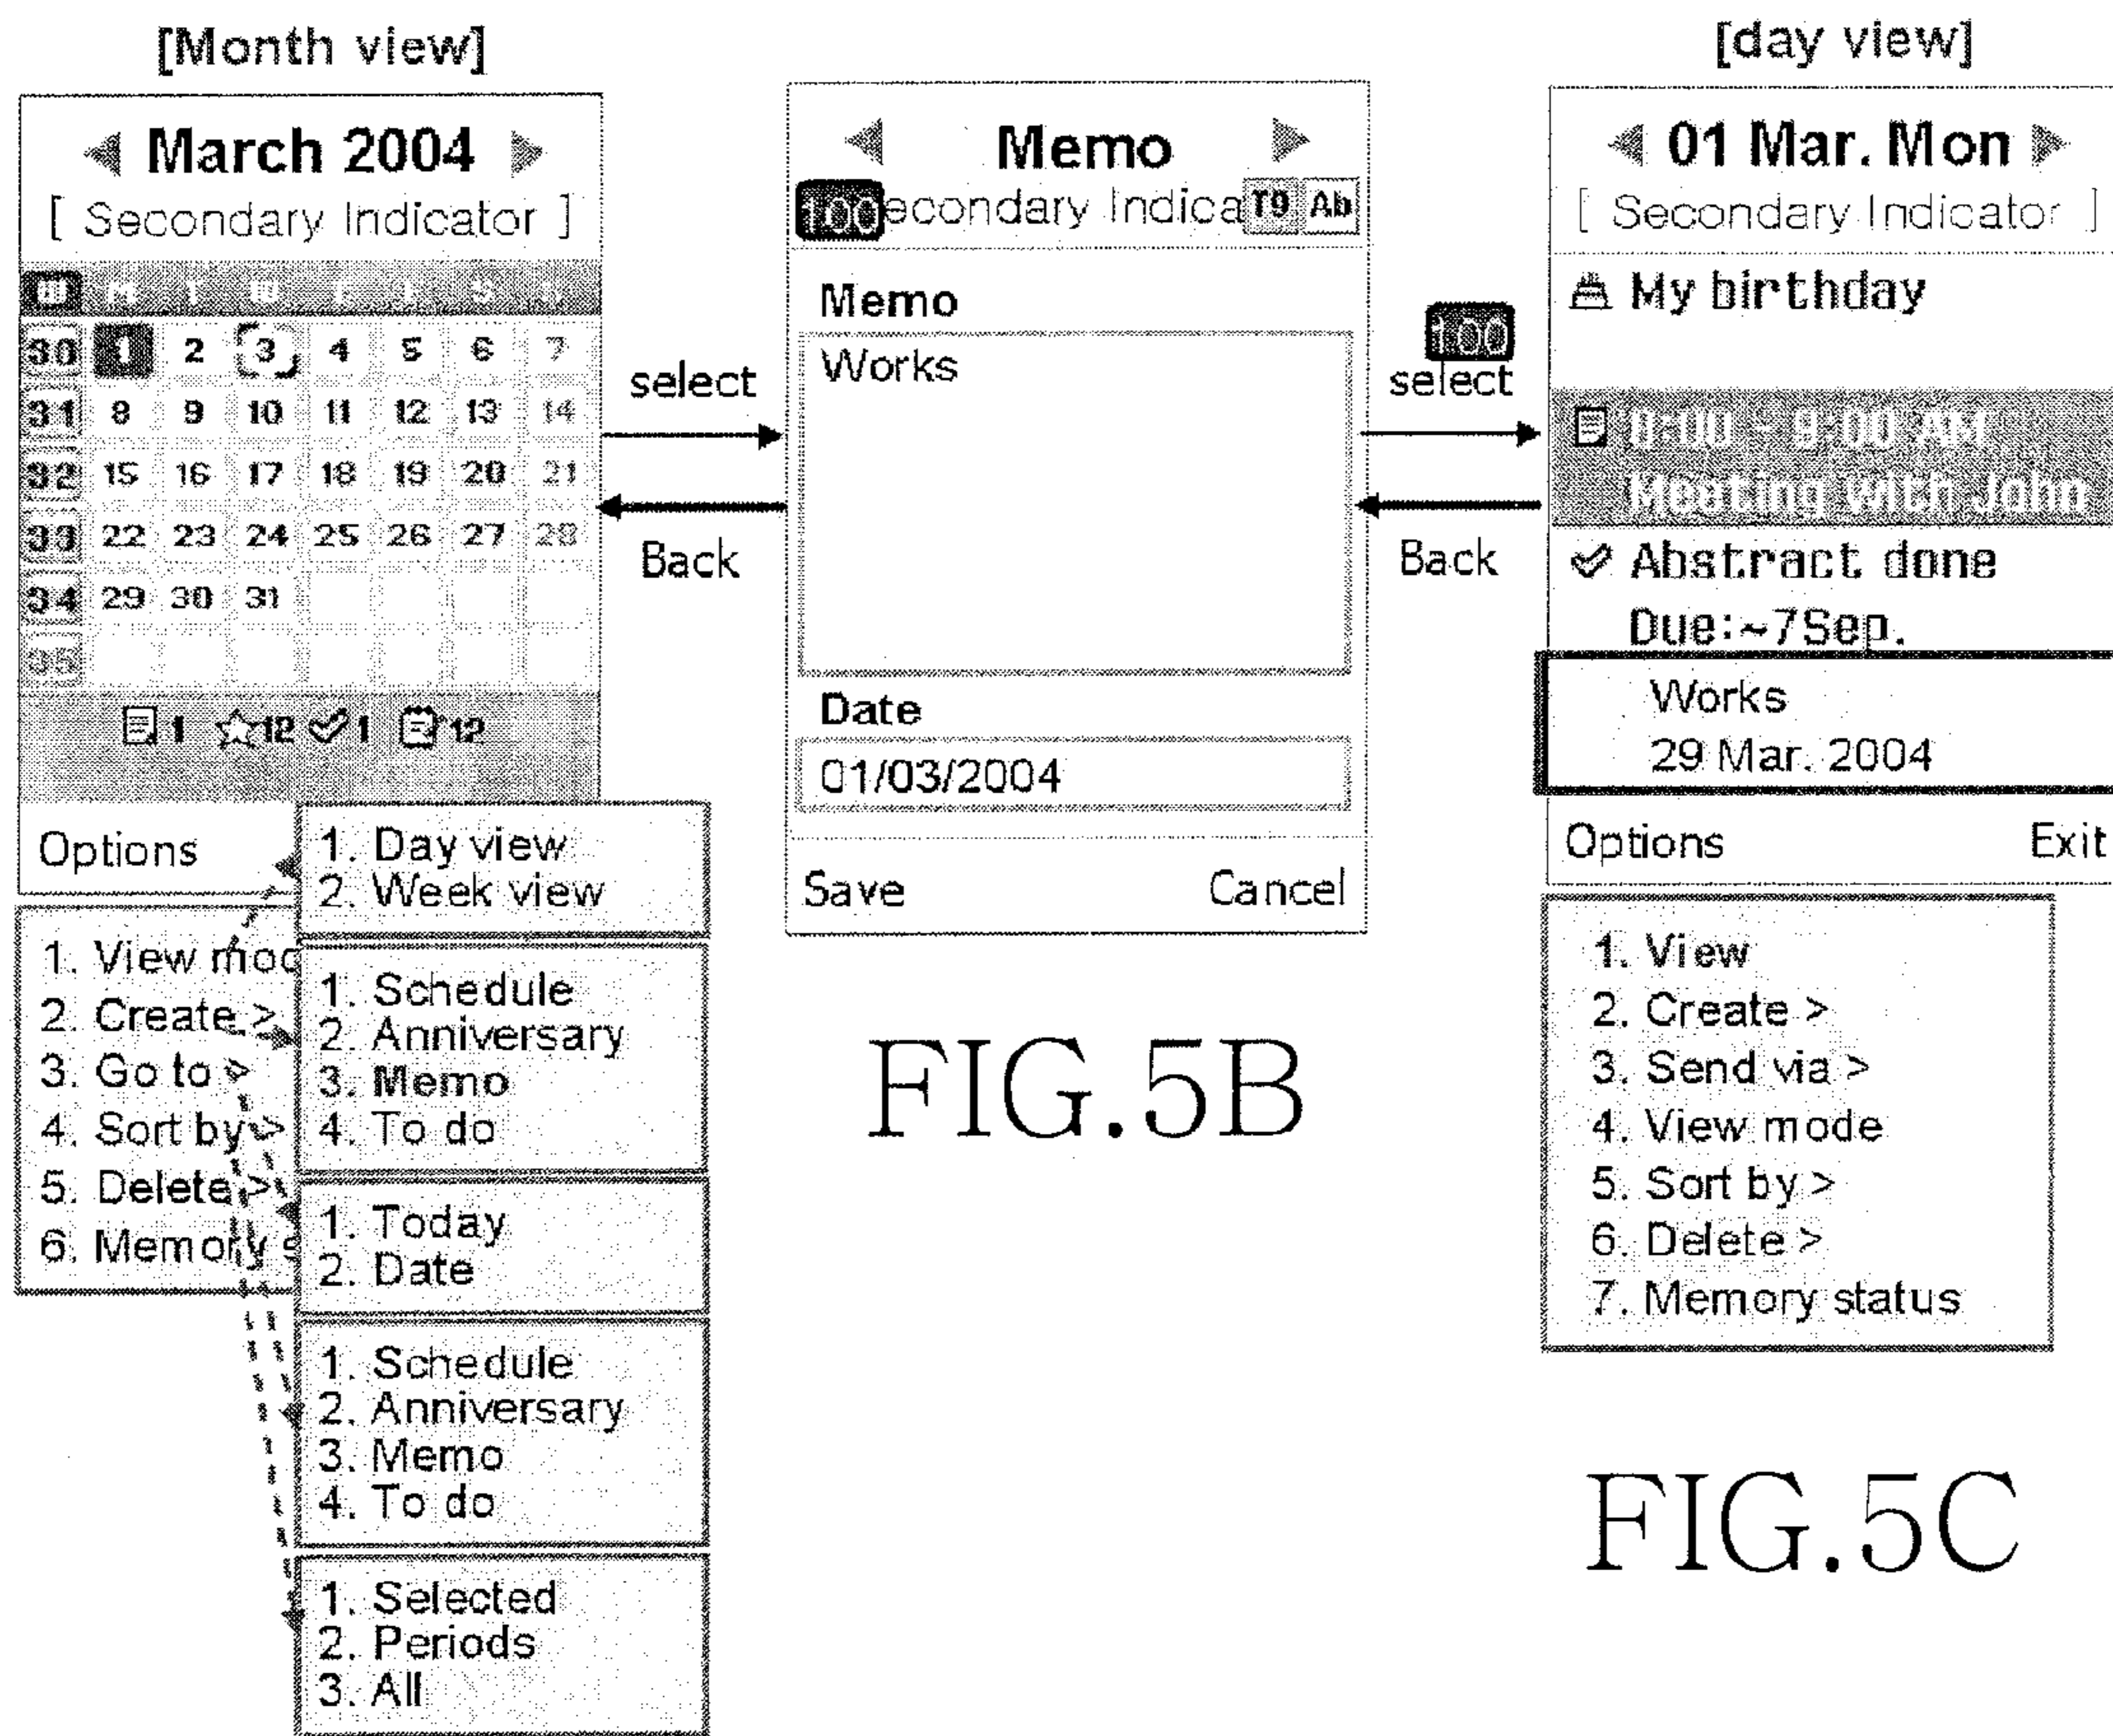 [Month view]
March 2004
[ Secondary Indicator ]
30 1 2 3 4 5 6 7
31 8 9 10 11 12 13 14
32 15 16 17 18 19 20 21
33 22 23 24 25 26 27 28
34 29 30 31
35
1 12 1 12
Options
1. View mod
2. Create >
3. Go to >
4. Sort by >
5. Delete >
6. Memory s
1. Day view
2. Week view
1. Schedule
2. Anniversary
3. Memo
4. To do
1. Today
2. Date
1. Schedule
2. Anniversary
3. Memo
4. To do
1. Selected
2. Periods
3. All
select
Back
Memo
100 econdary Indica T9 Ab
Memo
Works
Date
01/03/2004
Save Cancel
FIG.5B
100
select
Back
[day view]
01 Mar. Mon
[ Secondary Indicator ]
My birthday
- 9:00 AM
Meeting with John
Abstract done
Due:~7Sep.
Works
29 Mar. 2004
Options Exit
1. View
2. Create >
3. Send via >
4. View mode
5. Sort by >
6. Delete >
7. Memory status
FIG.5C